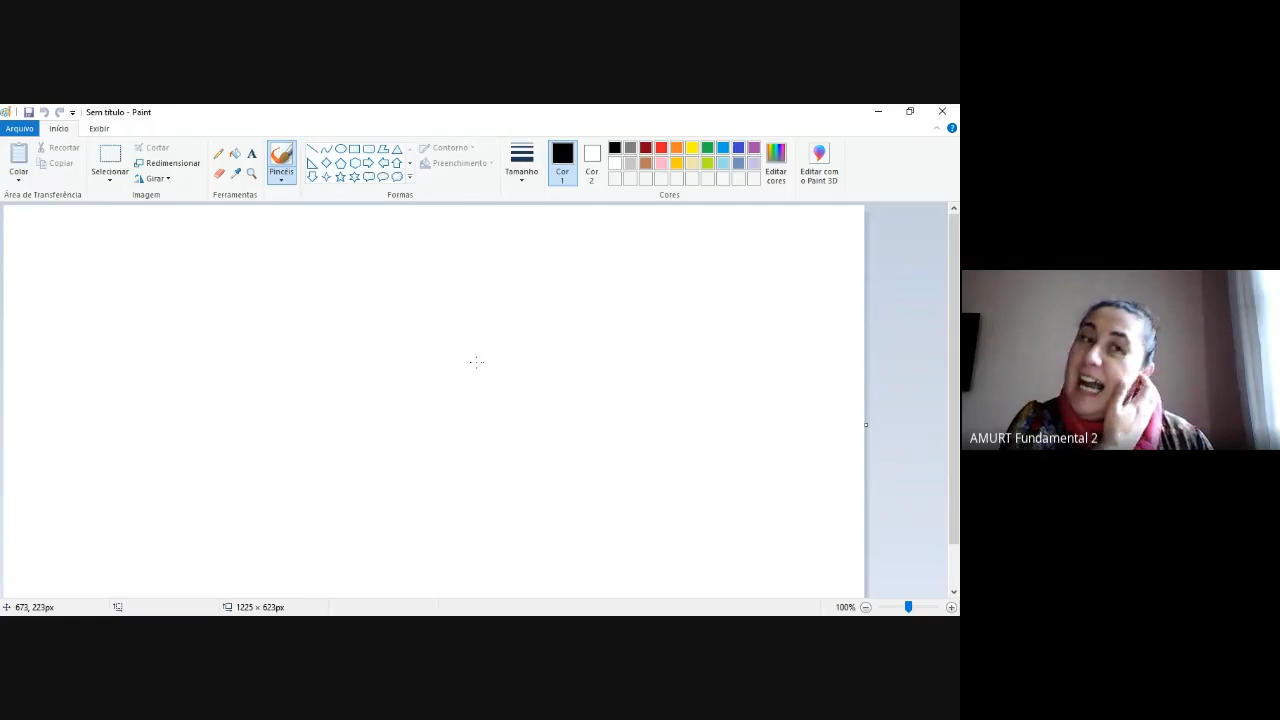 Sem título - Paint
Arquivo Início Exibir
Colar
Recortar
Copiar
Área de Transferência
Selecionar
Cortar
Redimensionar
Girar
Imagem
A
Ferramentas
Pincéis
Contorno
Preenchimento
Formas
Tamanho
Cor
1
Cor
2
Editar
cores
Cores
Editar com
o Paint 3D
AMURT Fundamental 2
673, 223px 1225 × 623px 100%